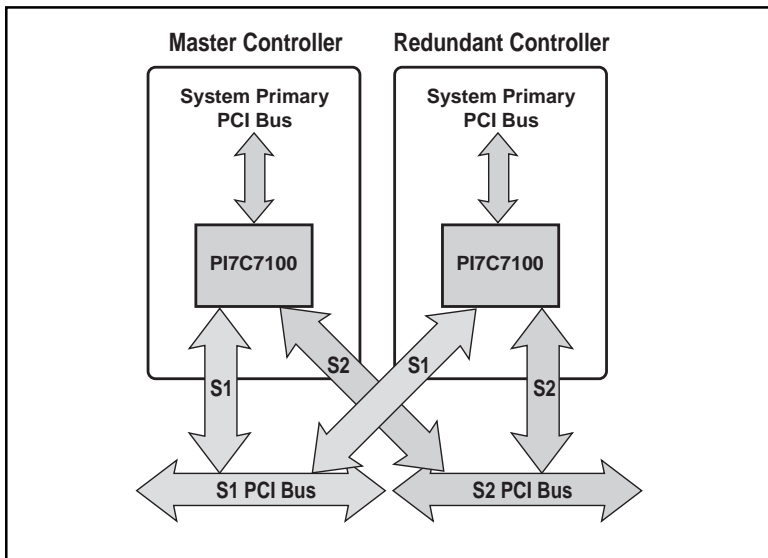 Master Controller
Redundant Controller
System Primary
PCI Bus
System Primary
PCI Bus
PI7C7100
PI7C7100
S1
S2
S1
S2
S1 PCI Bus
S2 PCI Bus